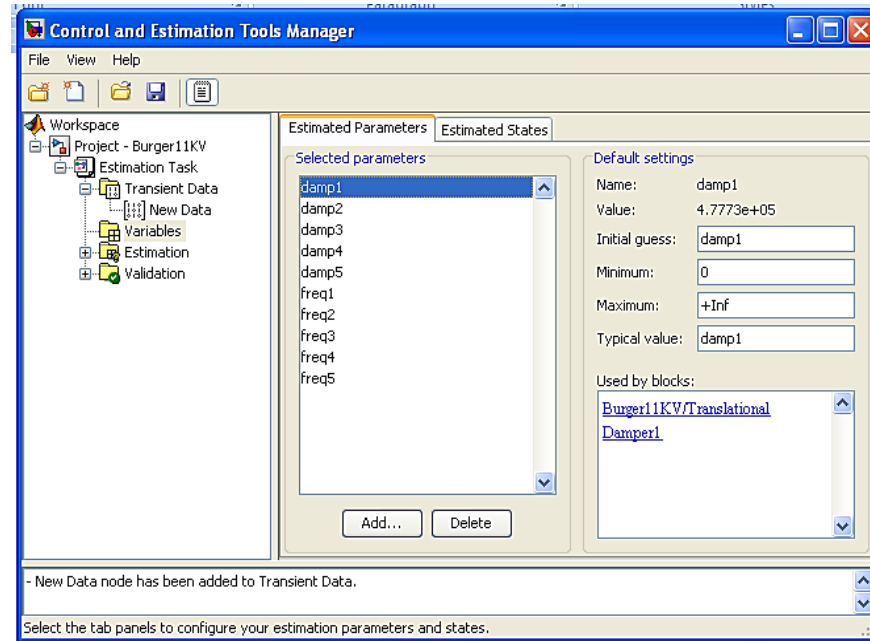 Control and Estimation Tools Manager
File View Help
Workspace
Project - Burger11KV
Estimation Task
Transient Data
New Data
Variables
Estimation
Validation
Estimated Parameters Estimated States
Selected parameters
damp1
damp2
damp3
damp4
damp5
freq1
freq2
freq3
freq4
freq5
Add... Delete
Default settings
Name: damp1
Value: 4.7773e+05
Initial guess: damp1
Minimum: 0
Maximum: +Inf
Typical value: damp1
Used by blocks:
Burger11KV/Translational
Damper1
- New Data node has been added to Transient Data.
Select the tab panels to configure your estimation parameters and states.